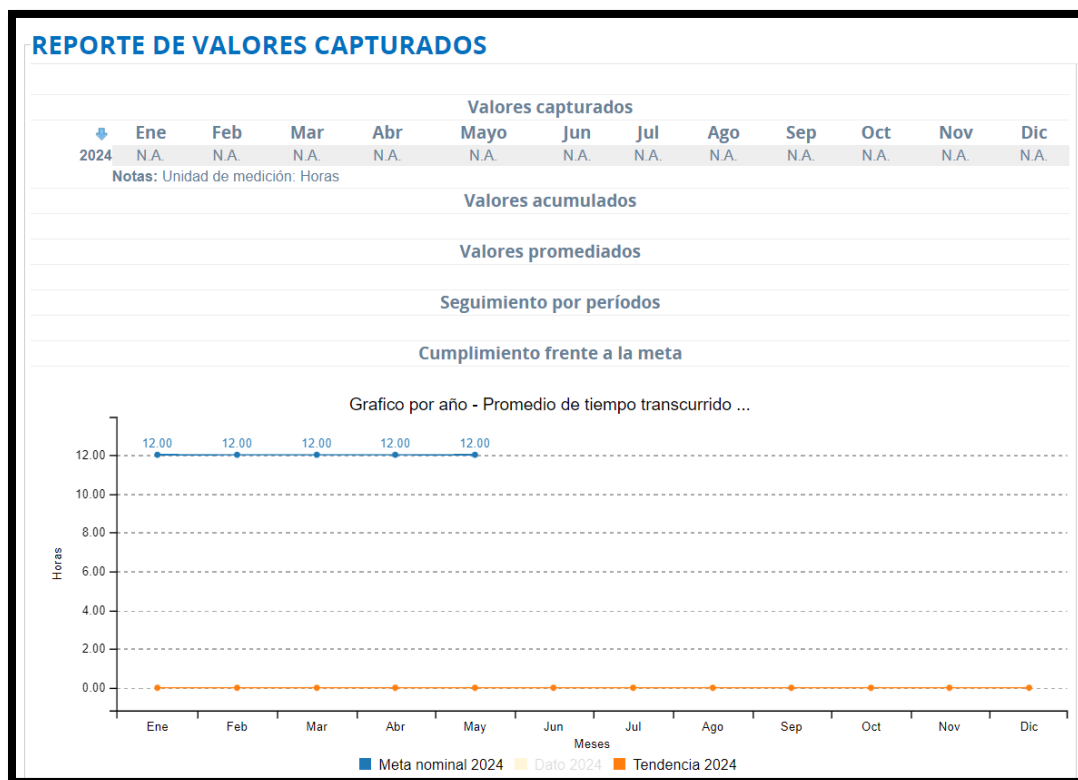 REPORTE DE VALORES CAPTURADOS
Valores capturados
Ene Feb Mar Abr Mayo Jun Jul Ago Sep Oct Nov Dic
2024 N.A. N.A. N.A. N.A. N.A. N.A. N.A. N.A. N.A. N.A. N.A. N.A.
Notas: Unidad de medición: Horas
Valores acumulados
Valores promediados
Seguimiento por períodos
Cumplimiento frente a la meta
Grafico por año - Promedio de tiempo transcurrido ...
12.00 12.00 12.00 12.00 12.00
12.00
10.00
8.00
6.00
4.00
2.00
0.00
Horas
Ene Feb Mar Abr May Jun Jul Ago Sep Oct Nov Dic
Meses
Meta nominal 2024 Dato 2024 Tendencia 2024